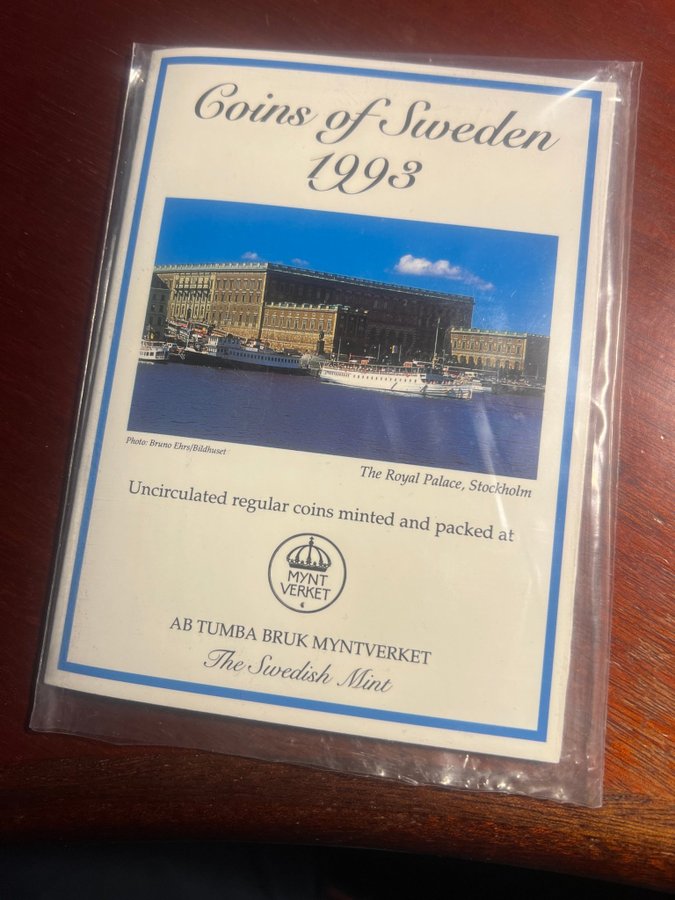 Coins of Sweden
1993
Photo: Bruno Ehrs/Bildhuset
The Royal Palace, Stockholm
Uncirculated regular coins minted and packed at
MYNT
VERKET
AB TUMBA BRUK MYNTVERKET
The Swedish Mint